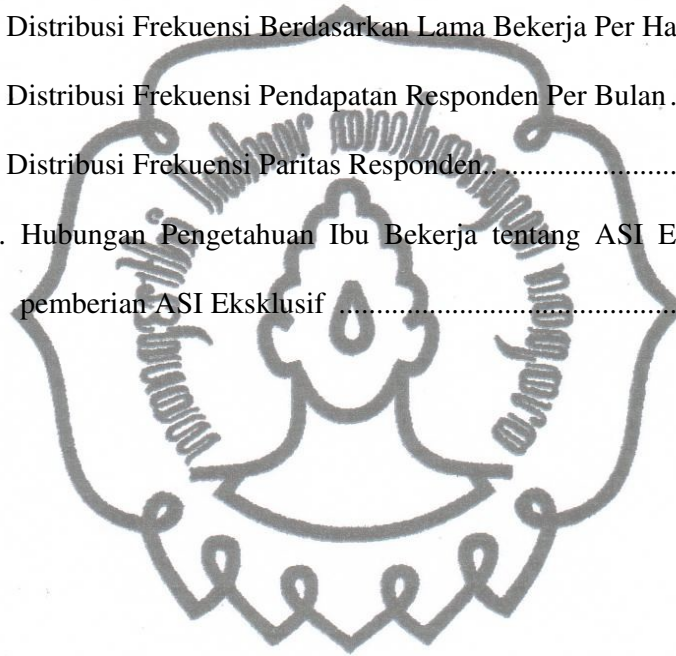 Distribusi Frekuensi Berdasarkan Lama Bekerja Per Ha
Distribusi Frekuensi Pendapatan Responden Per Bulan .
Distribusi Frekuensi Paritas Responden.. ......................
. Hubungan Pengetahuan Ibu Bekerja tentang ASI E
pemberian ASI Eksklusif ............................................